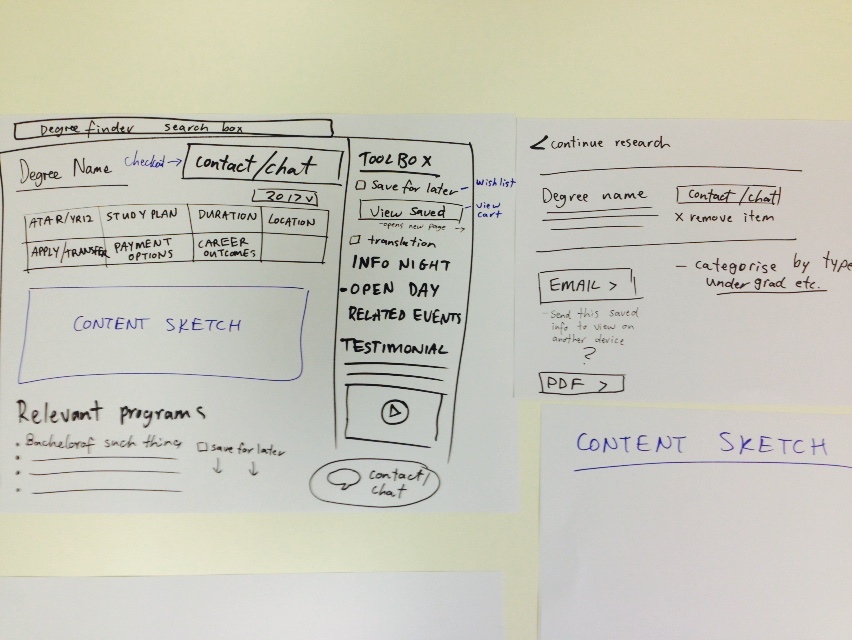 Degree finder search box
Degree Name
checked →
contact/chat
2017 v
ATAR/YR12
STUDY PLAN
DURATION
LOCATION
APPLY/TRANSFER
PAYMENT
OPTIONS
CAREER
OUTCOMES
CONTENT SKETCH
Relevant programs
• Bachelor of such thing
save for later
TOOL BOX
save for later
wishlist
View Saved
view
cart
-opens new page →
translation
INFO NIGHT
- OPEN DAY
RELATED EVENTS
TESTIMONIAL
contact/
chat
< continue research
Degree name
contact/chat
x remove item
- categorise by type
under grad etc.
EMAIL >
- Send this saved
info to view on
another device
?
PDF >
CONTENT SKETCH